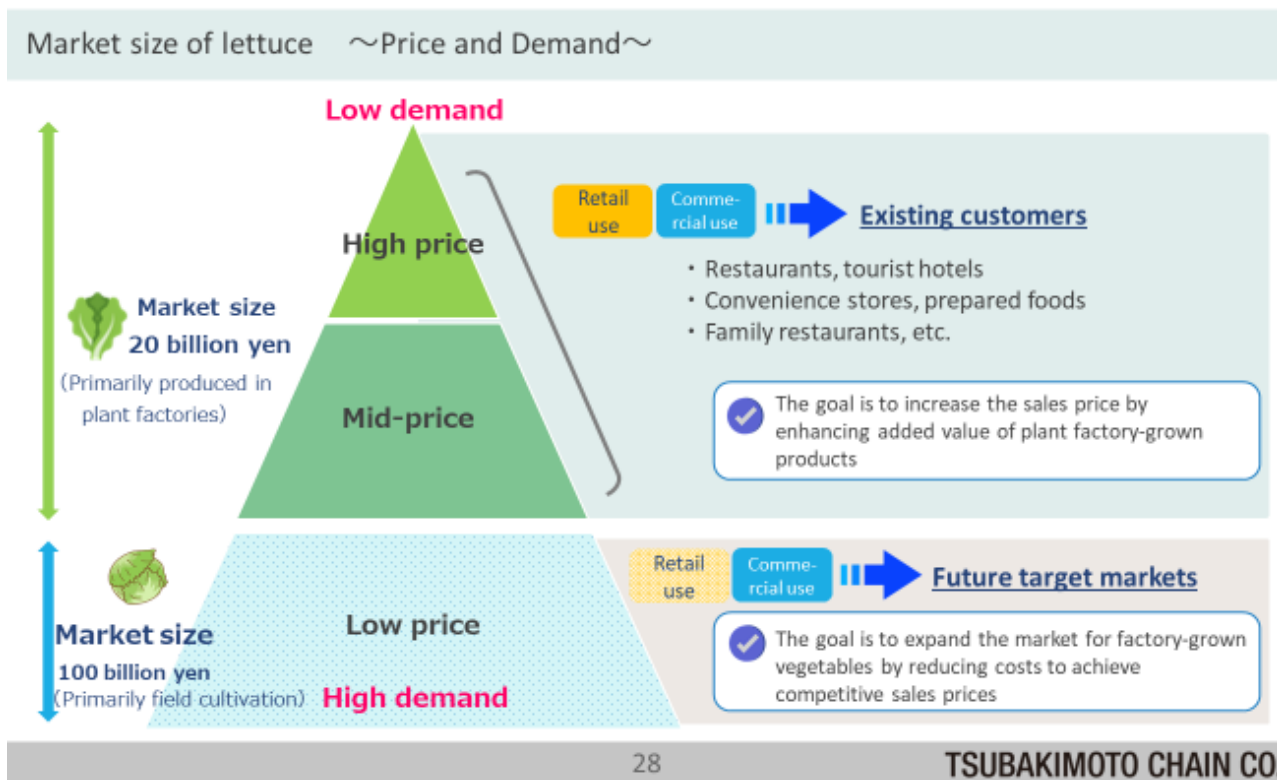 Market size of lettuce　～Price and Demand～
Low demand
High price
Mid-price
Low price
High demand
Market size
20 billion yen
(Primarily produced in
plant factories)
Market size
100 billion yen
(Primarily field cultivation)
Retail
use
Comme-
rcial use
Existing customers
・Restaurants, tourist hotels
・Convenience stores, prepared foods
・Family restaurants, etc.
The goal is to increase the sales price by
enhancing added value of plant factory-grown
products
Retail
use
Comme-
rcial use
Future target markets
The goal is to expand the market for factory-grown
vegetables by reducing costs to achieve
competitive sales prices
28
TSUBAKIMOTO CHAIN CO